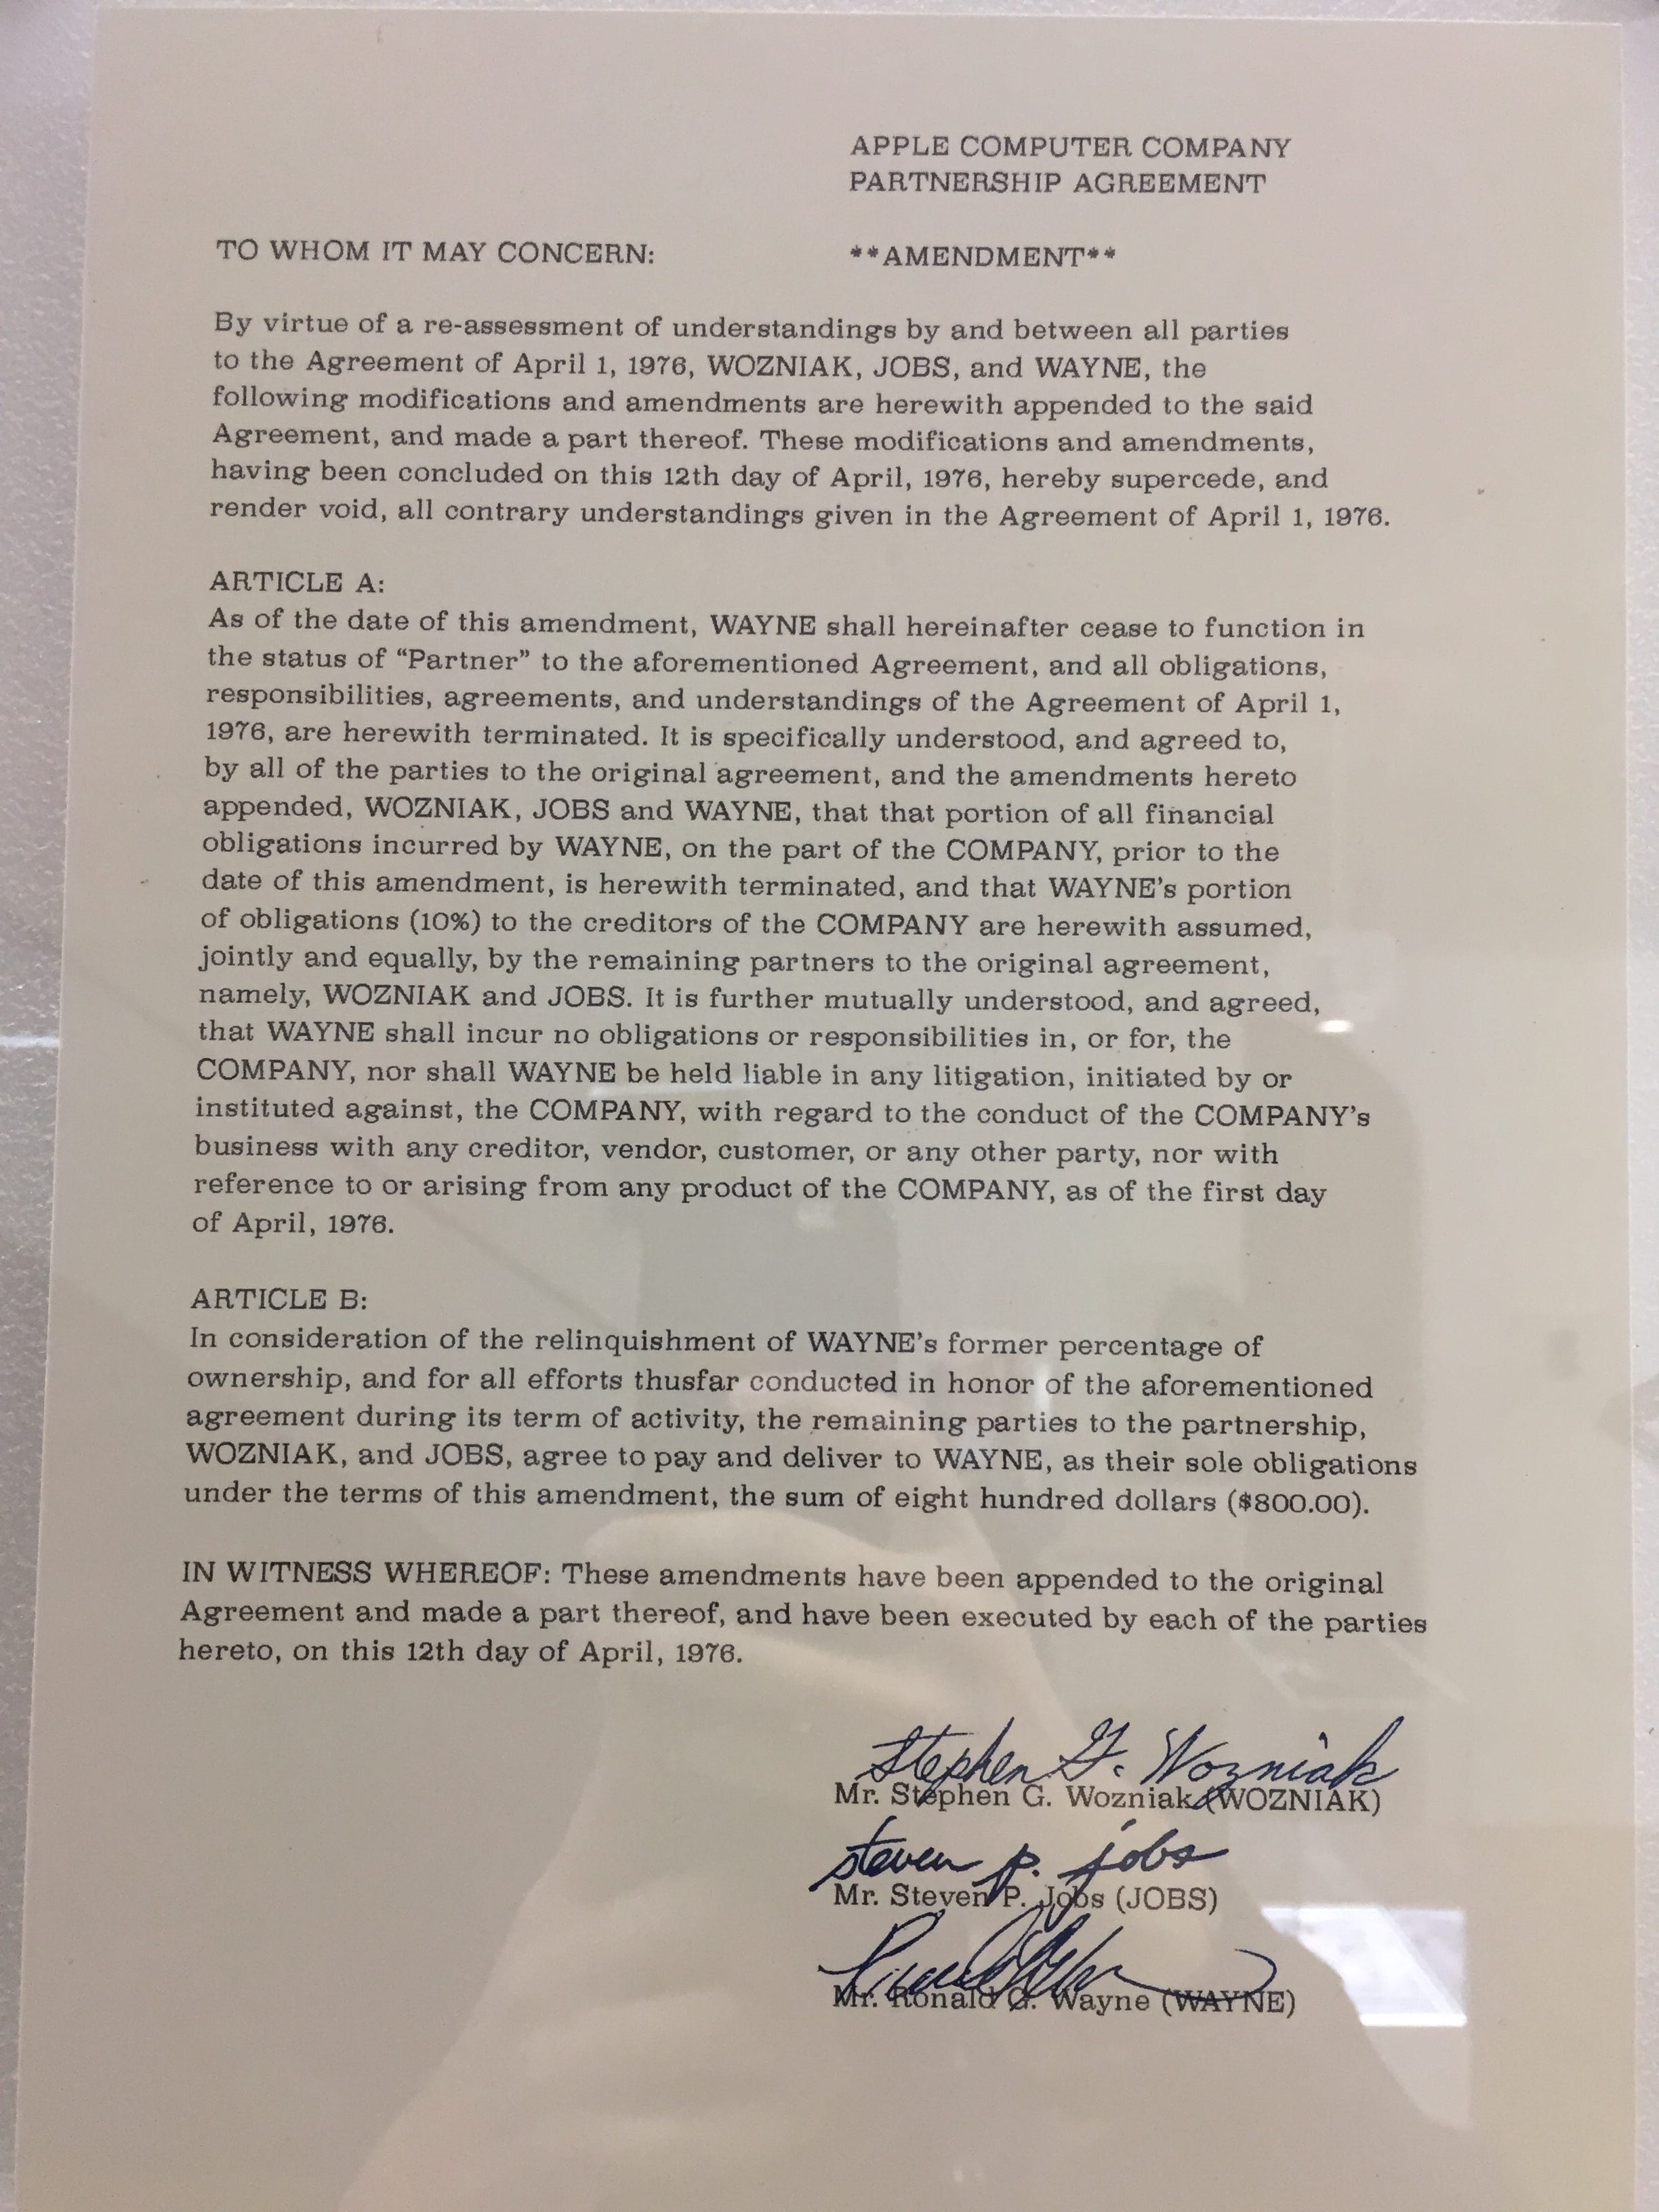 APPLE COMPUTER COMPANY
PARTNERSHIP AGREEMENT
TO WHOM IT MAY CONCERN: **AMENDMENT**
By virtue of a re-assessment of understandings by and between all parties
to the Agreement of April 1, 1976, WOZNIAK, JOBS, and WAYNE, the
following modifications and amendments are herewith appended to the said
Agreement, and made a part thereof. These modifications and amendments,
having been concluded on this 12th day of April, 1976, hereby supercede, and
render void, all contrary understandings given in the Agreement of April 1, 1976.
ARTICLE A:
As of the date of this amendment, WAYNE shall hereinafter cease to function in
the status of “Partner” to the aforementioned Agreement, and all obligations,
responsibilities, agreements, and understandings of the Agreement of April 1,
1976, are herewith terminated. It is specifically understood, and agreed to,
by all of the parties to the original agreement, and the amendments hereto
appended, WOZNIAK, JOBS and WAYNE, that that portion of all financial
obligations incurred by WAYNE, on the part of the COMPANY, prior to the
date of this amendment, is herewith terminated, and that WAYNE’s portion
of obligations (10%) to the creditors of the COMPANY are herewith assumed,
jointly and equally, by the remaining partners to the original agreement,
namely, WOZNIAK and JOBS. It is further mutually understood, and agreed,
that WAYNE shall incur no obligations or responsibilities in, or for, the
COMPANY, nor shall WAYNE be held liable in any litigation, initiated by or
instituted against, the COMPANY, with regard to the conduct of the COMPANY’s
business with any creditor, vendor, customer, or any other party, nor with
reference to or arising from any product of the COMPANY, as of the first day
of April, 1976.
ARTICLE B:
In consideration of the relinquishment of WAYNE’s former percentage of
ownership, and for all efforts thusfar conducted in honor of the aforementioned
agreement during its term of activity, the remaining parties to the partnership,
WOZNIAK, and JOBS, agree to pay and deliver to WAYNE, as their sole obligations
under the terms of this amendment, the sum of eight hundred dollars ($800.00).
IN WITNESS WHEREOF: These amendments have been appended to the original
Agreement and made a part thereof, and have been executed by each of the parties
hereto, on this 12th day of April, 1976.
Stephen G. Wozniak
Mr. Stephen G. Wozniak (WOZNIAK)
steven p. jobs
Mr. Steven P. Jobs (JOBS)
Mr. Ronald G. Wayne (WAYNE)